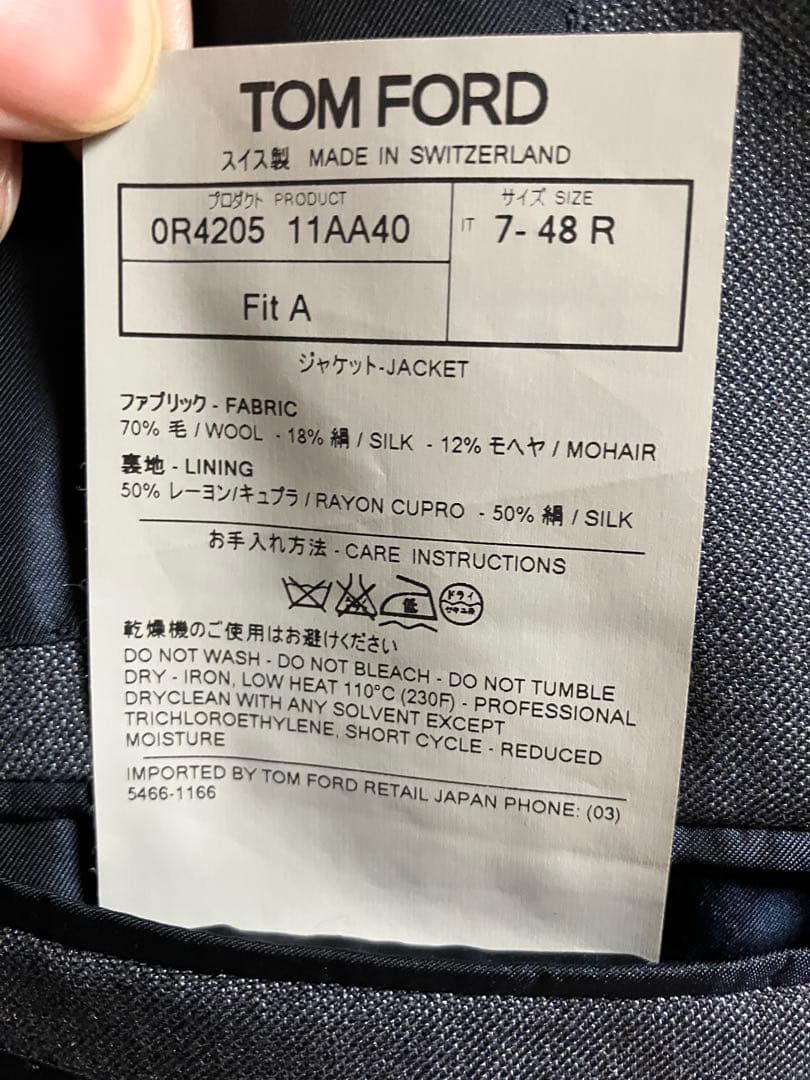 TOM FORD
スイス製 MADE IN SWITZERLAND
プロダクト PRODUCT
0R4205 11AA40
サイズ SIZE
IT 7- 48 R
Fit A
ジャケット-JACKET
ファブリック - FABRIC
70% 毛 / WOOL - 18% 絹 / SILK - 12% モヘヤ / MOHAIR
裏地 - LINING
50% レーヨン/キュプラ / RAYON CUPRO - 50% 絹 / SILK
お手入れ方法 - CARE INSTRUCTIONS
低
ドライ
セキユ系
乾燥機のご使用はお避けください
DO NOT WASH - DO NOT BLEACH - DO NOT TUMBLE
DRY - IRON, LOW HEAT 110°C (230F) - PROFESSIONAL
DRYCLEAN WITH ANY SOLVENT EXCEPT
TRICHLOROETHYLENE, SHORT CYCLE - REDUCED
MOISTURE
IMPORTED BY TOM FORD RETAIL JAPAN PHONE: (03)
5466-1166